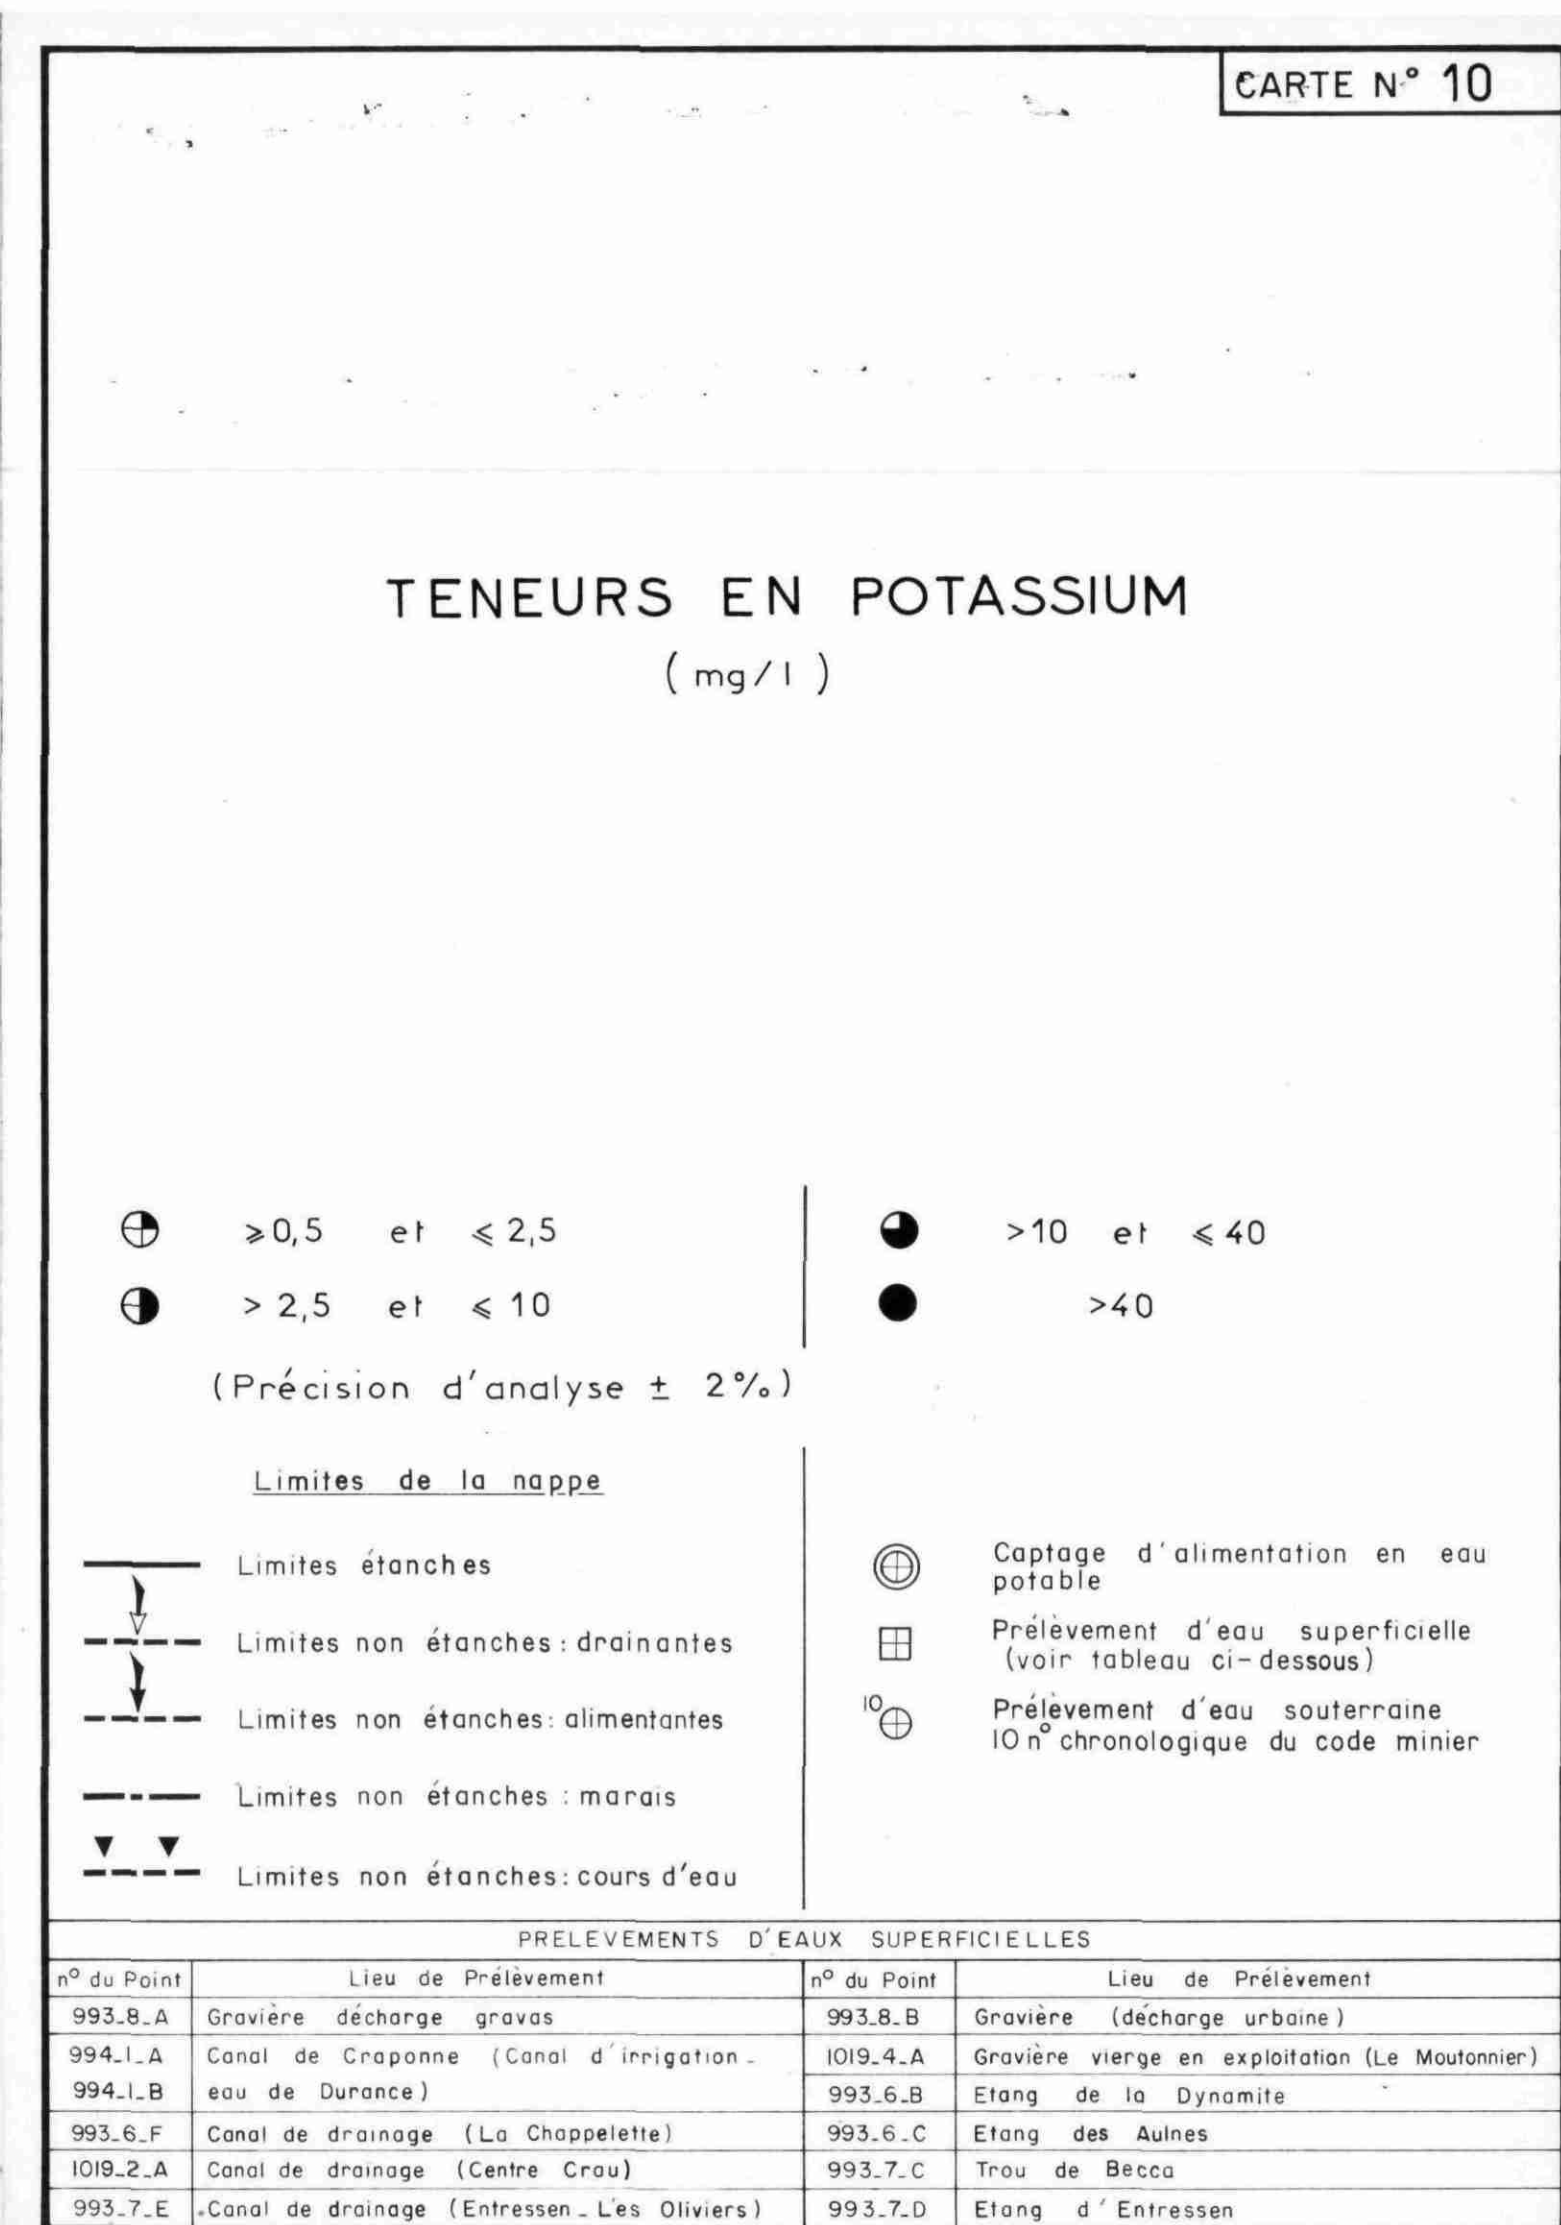 CARTE N° 10
TENEURS EN POTASSIUM
( mg/l )
⩾0,5 et ⩽ 2,5
>10 et ⩽ 40
> 2,5 et ⩽ 10
>40
(Précision d'analyse ± 2%)
Limites de la nappe
Limites étanches
Limites non étanches : drainantes
Limites non étanches: alimentantes
Limites non étanches : marais
Limites non étanches: cours d'eau
Captage d'alimentation en eau
potable
Prélèvement d'eau superficielle
(voir tableau ci-dessous)
10
Prélèvement d'eau souterraine
10 n° chronologique du code minier
PRELEVEMENTS D'EAUX SUPERFICIELLES
n° du Point Lieu de Prélèvement n° du Point Lieu de Prélèvement
993_8_A Gravière décharge gravas 993_8_B Gravière (décharge urbaine)
994_1_A Canal de Craponne (Canal d'irrigation_ 1019_4_A Gravière vierge en exploitation (Le Moutonnier)
994_1_B eau de Durance) 993_6_B Etang de la Dynamite
993_6_F Canal de drainage (La Chappelette) 993_6_C Etang des Aulnes
1019_2_A Canal de drainage (Centre Crau) 993_7_C Trou de Becca
993_7_E Canal de drainage (Entressen_ Les Oliviers) 993_7_D Etang d'Entressen